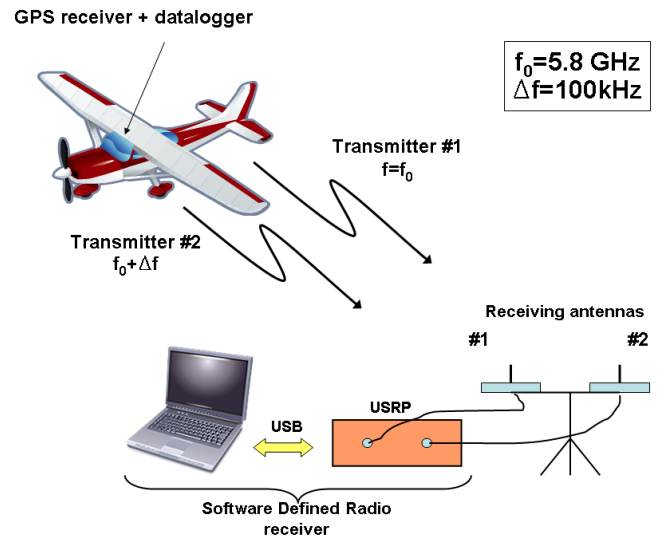 GPS receiver + datalogger
f₀=5.8 GHz
Δf=100kHz
Transmitter #1
f=f₀
Transmitter #2
f₀+Δf
Receiving antennas
#1
#2
USRP
USB
Software Defined Radio
receiver